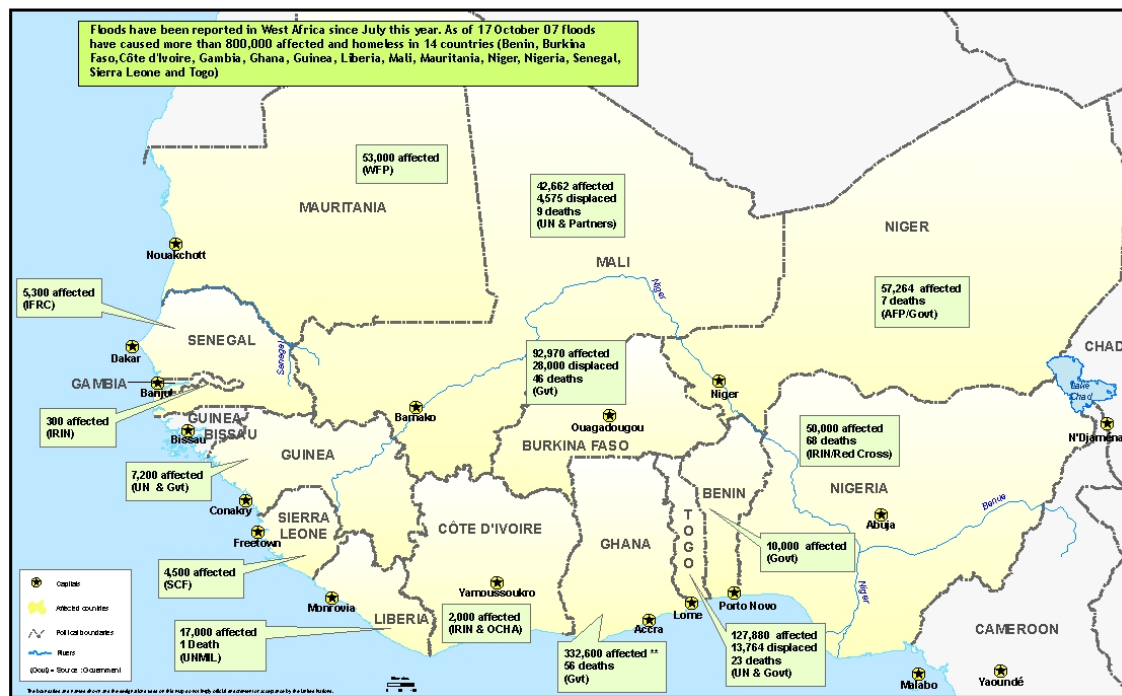 Floods have been reported in West Africa since July this year. As of 17 October 07 floods
have caused more than 800,000 affected and homeless in 14 countries (Benin, Burkina
Faso,Côte d'Ivoire, Gambia, Ghana, Guinea, Liberia, Mali, Mauritania, Niger, Nigeria, Senegal,
Sierra Leone and Togo)
53,000 affected
(WFP)
MAURITANIA
42,662 affected
4,575 displaced
9 deaths
(UN & Partners)
NIGER
MALI
Nouakchott
Niger
57,264 affected
7 deaths
(AFP/Govt)
5,300 affected
(IFRC)
SENEGAL
Senegal
Dakar
CHAD
Lake
Chad
92,970 affected
28,000 displaced
46 deaths
(Gvt)
GAMBIA
Banjul
Niger
300 affected
(IRIN)
Bamako
Ouagadougou
GUINEA
BISSAU
Bissau
50,000 affected
68 deaths
(IRIN/Red Cross)
N'Djamena
BURKINA FASO
GUINEA
7,200 affected
(UN & Gvt)
BENIN
NIGERIA
Conakry
SIERRA
LEONE
CÔTE D'IVOIRE
GHANA
TOGO
Abuja
Benue
Freetown
10,000 affected
(Govt)
4,500 affected
(SCF)
Yamoussoukro
Porto Novo
Niger
Monrovia
LIBERIA
2,000 affected
(IRIN & OCHA)
Accra
Lome
17,000 affected
1 Death
(UNMIL)
332,600 affected **
56 deaths
(Gvt)
127,880 affected
13,764 displaced
23 deaths
(UN & Govt)
CAMEROON
Malabo
Yaoundé
Capitals
Affected countries
Political boundaries
Rivers
(Gout) = Source : Government